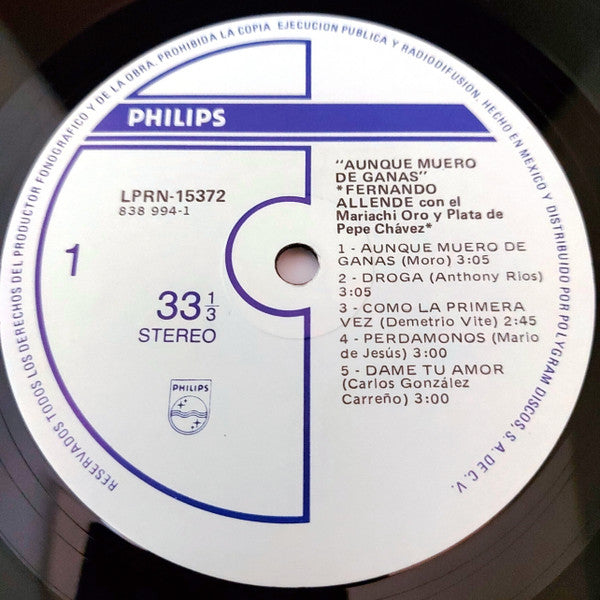 RESERVADOS TODOS LOS DERECHOS DEL PRODUCTOR FONOGRAFICO Y DE LA OBRA. PROHIBIDA LA COPIA, EJECUCION PUBLICA Y RADIODIFUSION. HECHO EN MEXICO Y DISTRIBUIDO POR POLYGRAM DISCOS, S. A. DE C. V.
PHILIPS
LPRN-15372
838 994-1
1
33 1/3
STEREO
PHILIPS
"AUNQUE MUERO
DE GANAS"
*FERNANDO
ALLENDE con el
Mariachi Oro y Plata de
Pepe Chávez*
1 - AUNQUE MUERO DE
GANAS (Moro) 3:05
2 - DROGA (Anthony Ríos)
3:05
3 - COMO LA PRIMERA
VEZ (Demetrio Vite) 2:45
4 - PERDAMONOS (Mario
de Jesús) 3:00
5 - DAME TU AMOR
(Carlos González
Carreño) 3:00